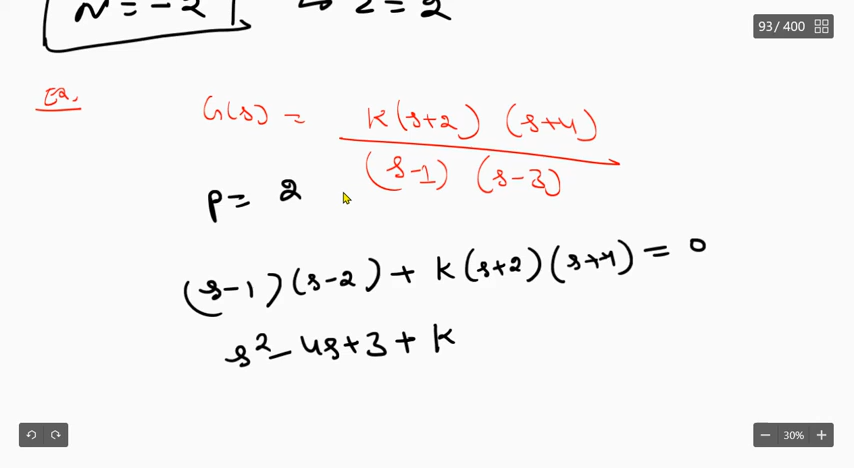 N = -2 ↳ Z = 2
93 / 400
Ex.
G(s) = K(s+2) (s+4)
(s-1) (s-3)
P = 2
(s-1)(s-2) + K(s+2)(s+4) = 0
s² - 4s + 3 + K
30%